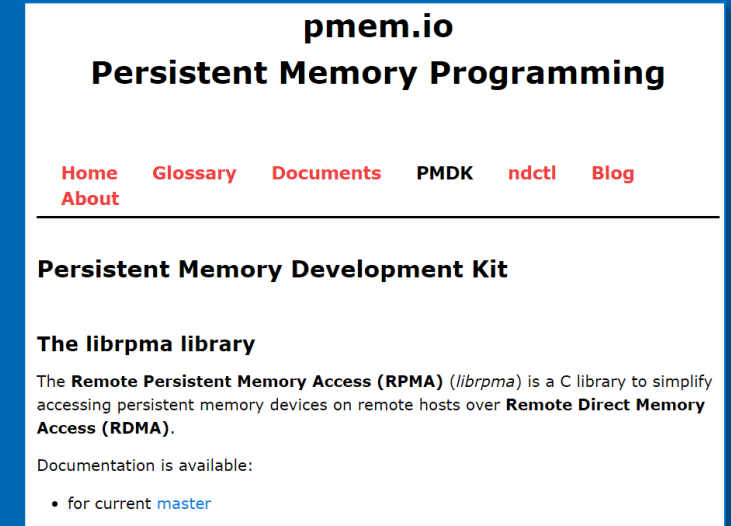 pmem.io
Persistent Memory Programming
Home Glossary Documents PMDK ndctl Blog
About
Persistent Memory Development Kit
The librpma library
The Remote Persistent Memory Access (RPMA) (librpma) is a C library to simplify
accessing persistent memory devices on remote hosts over Remote Direct Memory
Access (RDMA).
Documentation is available:
• for current master